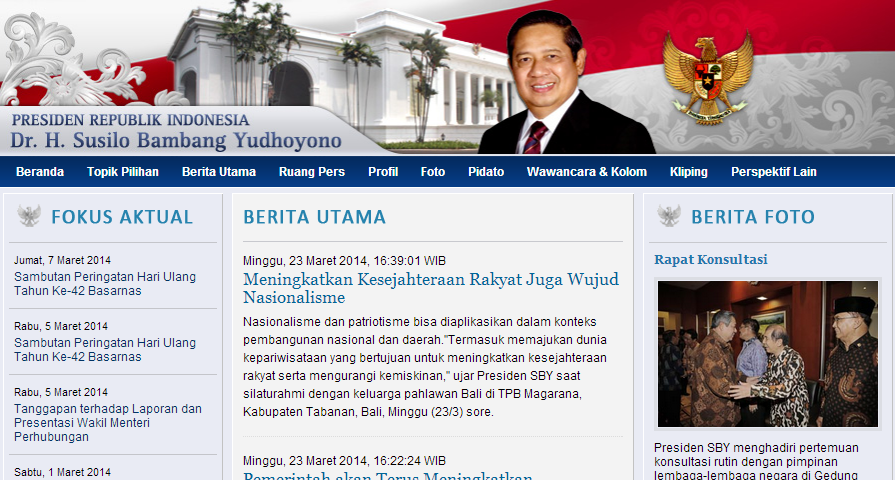 PRESIDEN REPUBLIK INDONESIA
Dr. H. Susilo Bambang Yudhoyono
Beranda Topik Pilihan Berita Utama Ruang Pers Profil Foto Pidato Wawancara & Kolom Kliping Perspektif Lain
FOKUS AKTUAL
Jumat, 7 Maret 2014
Sambutan Peringatan Hari Ulang
Tahun Ke-42 Basarnas
Rabu, 5 Maret 2014
Sambutan Peringatan Hari Ulang
Tahun Ke-42 Basarnas
Rabu, 5 Maret 2014
Tanggapan terhadap Laporan dan
Presentasi Wakil Menteri
Perhubungan
Sabtu, 1 Maret 2014
BERITA UTAMA
Minggu, 23 Maret 2014, 16:39:01 WIB
Meningkatkan Kesejahteraan Rakyat Juga Wujud
Nasionalisme
Nasionalisme dan patriotisme bisa diaplikasikan dalam konteks
pembangunan nasional dan daerah."Termasuk memajukan dunia
kepariwisataan yang bertujuan untuk meningkatkan kesejahteraan
rakyat serta mengurangi kemiskinan," ujar Presiden SBY saat
silaturahmi dengan keluarga pahlawan Bali di TPB Magarana,
Kabupaten Tabanan, Bali, Minggu (23/3) sore.
Minggu, 23 Maret 2014, 16:22:24 WIB
Pemerintah akan Terus Meningkatkan
BERITA FOTO
Rapat Konsultasi
Presiden SBY menghadiri pertemuan
konsultasi rutin dengan pimpinan
lembaga-lembaga negara di Gedung